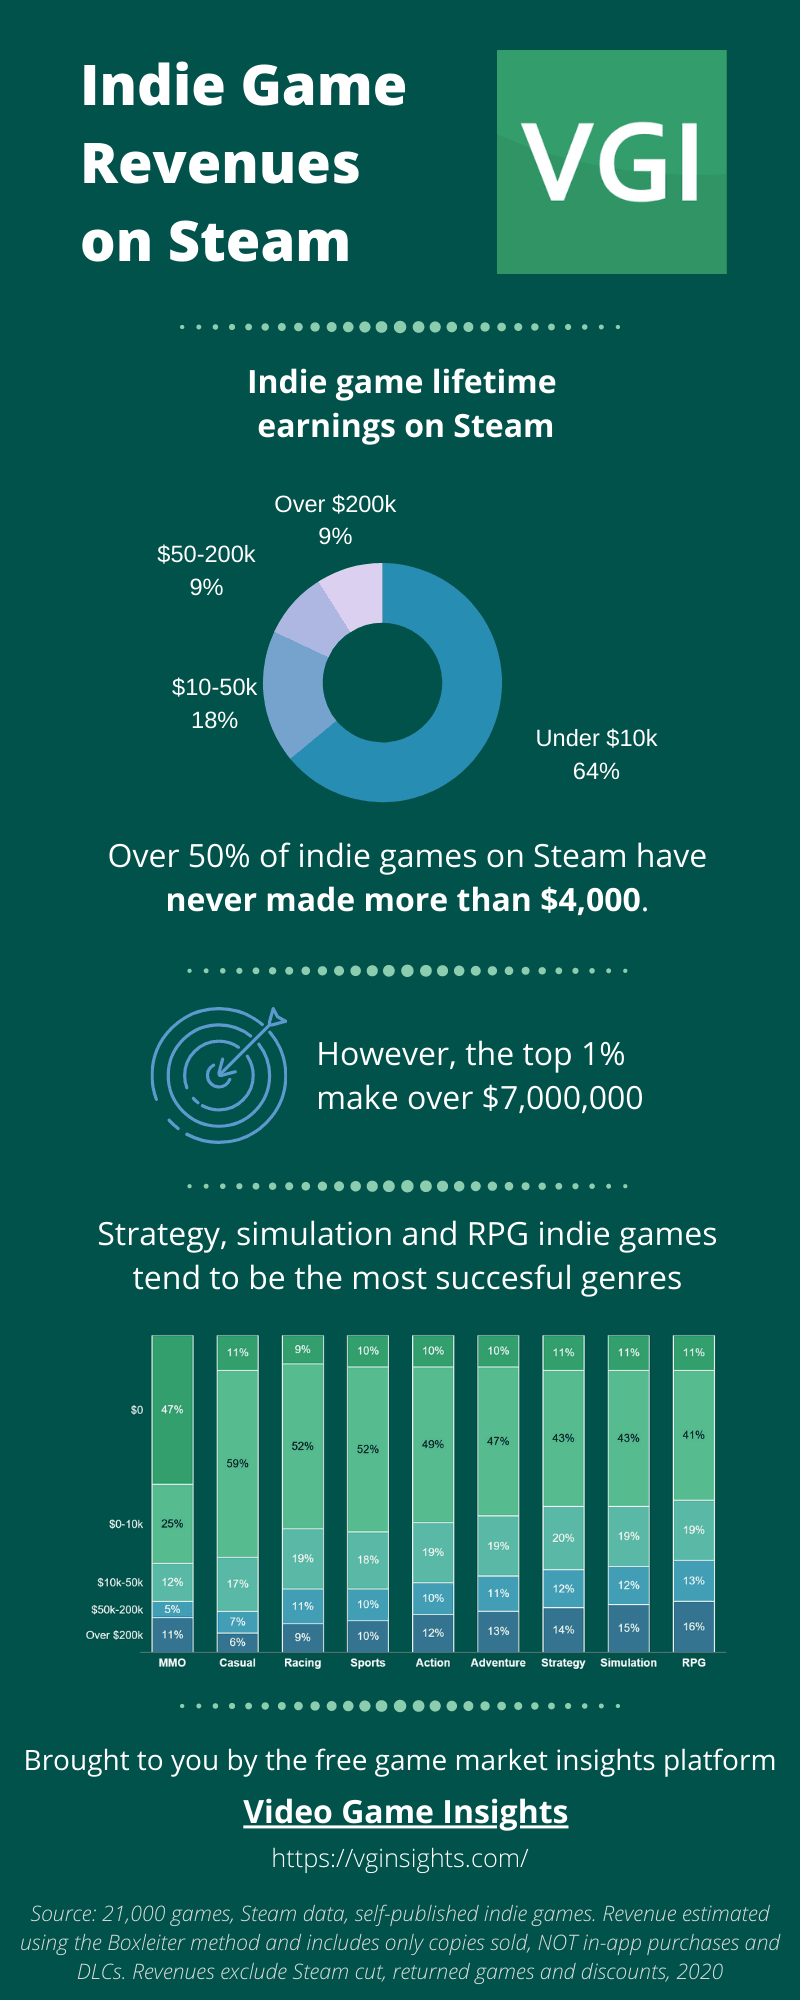 Indie Game
Revenues
on Steam
VGI
Indie game lifetime
earnings on Steam
Over $200k
9%
$50-200k
9%
$10-50k
18%
Under $10k
64%
Over 50% of indie games on Steam have
never made more than $4,000.
However, the top 1%
make over $7,000,000
Strategy, simulation and RPG indie games
tend to be the most succesful genres
11% 9% 10% 10% 10% 11% 11% 11%
$0 47%
59% 52% 52% 49% 47% 43% 43% 41%
$0-10k 25%
17% 19% 18% 19% 19% 20% 19% 19%
$10k-50k 12%
7% 11% 10% 10% 11% 12% 12% 13%
$50k-200k 5%
Over $200k 11% 6% 9% 10% 12% 13% 14% 15% 16%
MMO Casual Racing Sports Action Adventure Strategy Simulation RPG
Brought to you by the free game market insights platform
Video Game Insights
https://vginsights.com/
Source: 21,000 games, Steam data, self-published indie games. Revenue estimated
using the Boxleiter method and includes only copies sold, NOT in-app purchases and
DLCs. Revenues exclude Steam cut, returned games and discounts, 2020